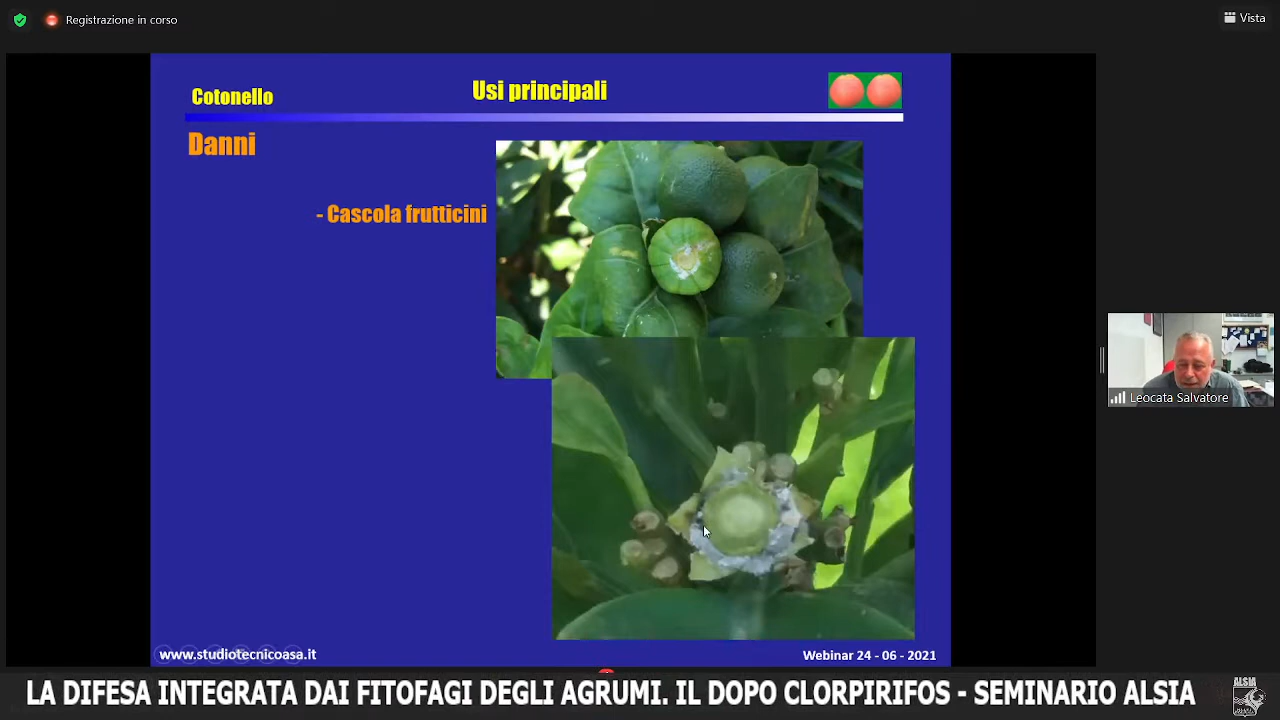 Registrazione in corso
Vista
Usi principali
Cotonello
Danni
- Cascola frutticini
Leocata Salvatore
www.studiotecnicoasa.it
Webinar 24 - 06 - 2021
LA DIFESA INTEGRATA DAI FITOFAGI DEGLI AGRUMI. IL DOPO CLORPIRIFOS - SEMINARIO ALSIA
ALSIA